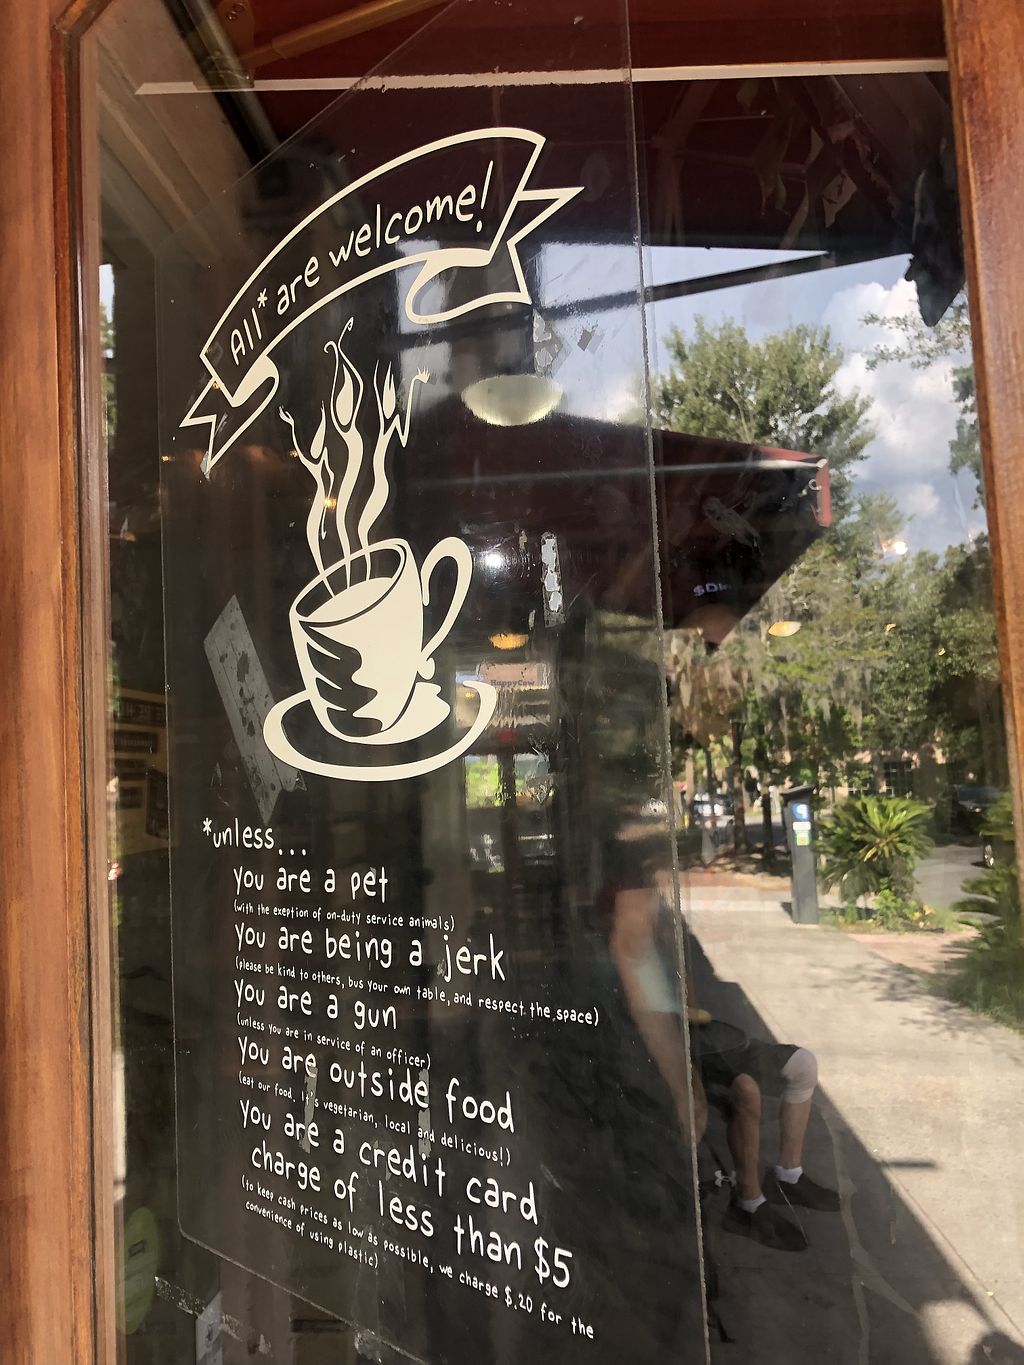 All* are welcome!
HappyCow
*unless...
you are a pet
(with the exeption of on-duty service animals)
you are being a jerk
(please be kind to others, bus your own table, and respect the space)
you are a gun
(unless you are in service of an officer)
you are outside food
(eat our food. It's vegetarian, local and delicious!)
you are a credit card
charge of less than $5
(to keep cash prices as low as possible, we charge $.20 for the
convenience of using plastic)